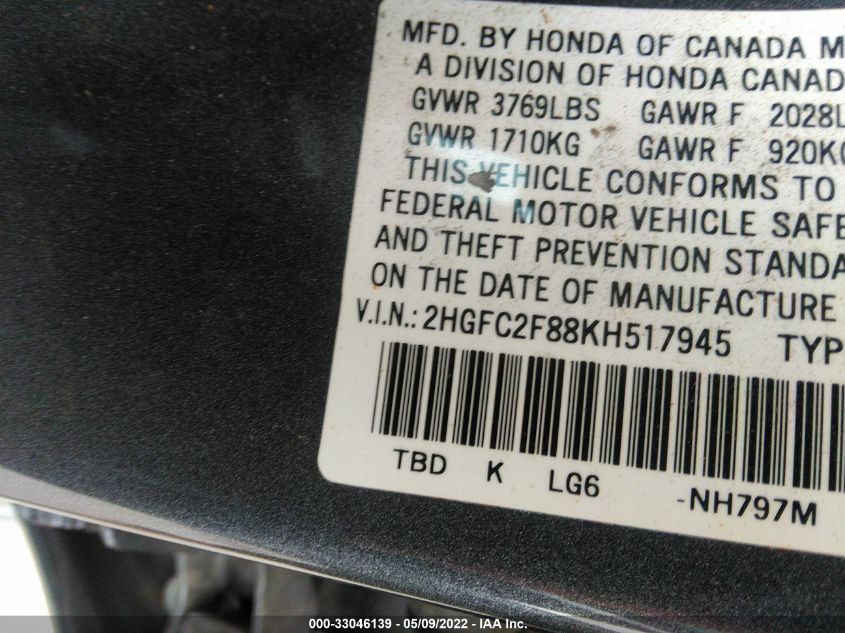 MFD. BY HONDA OF CANADA M
A DIVISION OF HONDA CANAD
GVWR 3769LBS GAWR F 2028L
GVWR 1710KG GAWR F 920KG
THIS VEHICLE CONFORMS TO
FEDERAL MOTOR VEHICLE SAFE
AND THEFT PREVENTION STANDA
ON THE DATE OF MANUFACTURE
V.I.N.: 2HGFC2F88KH517945 TYP
TBD K LG6 -NH797M
000-33046139 - 05/09/2022 - IAA Inc.